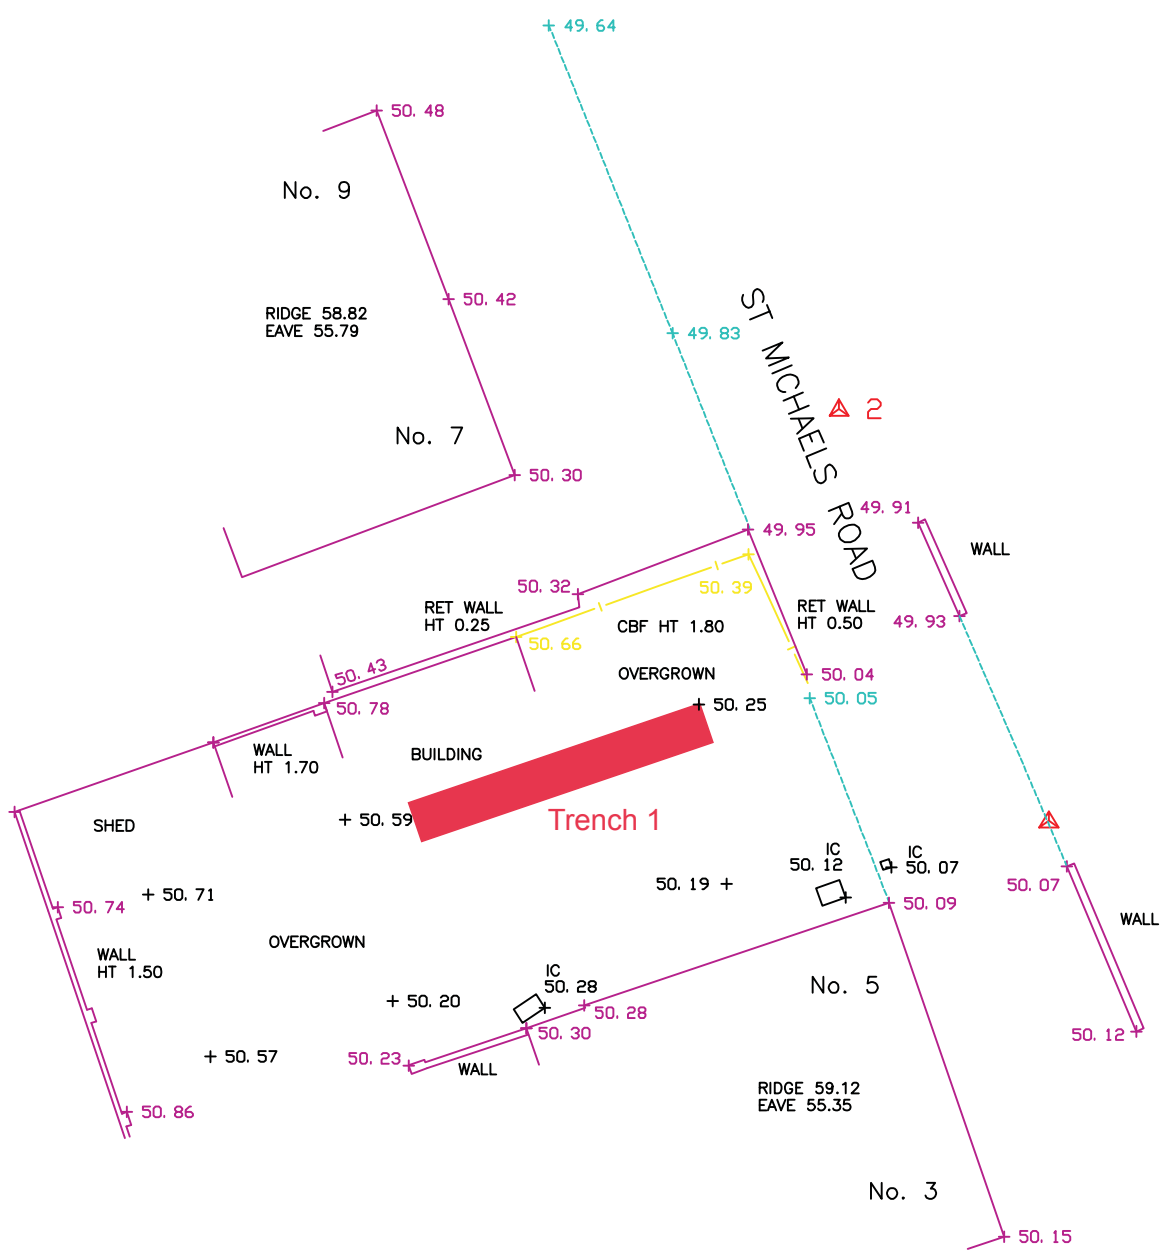 49.64
50.48
No. 9
RIDGE 58.82
EAVE 55.79
50.42
49.83
ST MICHAELS ROAD
2
No. 7
50.30
49.91
49.95
WALL
50.32
50.39
RET WALL
HT 0.25
RET WALL
HT 0.50
49.93
CBF HT 1.80
50.66
50.43
OVERGROWN
50.04
50.05
50.78
50.25
WALL
HT 1.70
BUILDING
SHED
50.59
Trench 1
IC
50.12
IC
50.07
50.71
50.19
50.07
50.74
50.09
WALL
OVERGROWN
WALL
HT 1.50
IC
50.28
No. 5
50.20
50.28
50.30
50.12
50.57
50.23
WALL
RIDGE 59.12
EAVE 55.35
50.86
No. 3
50.15